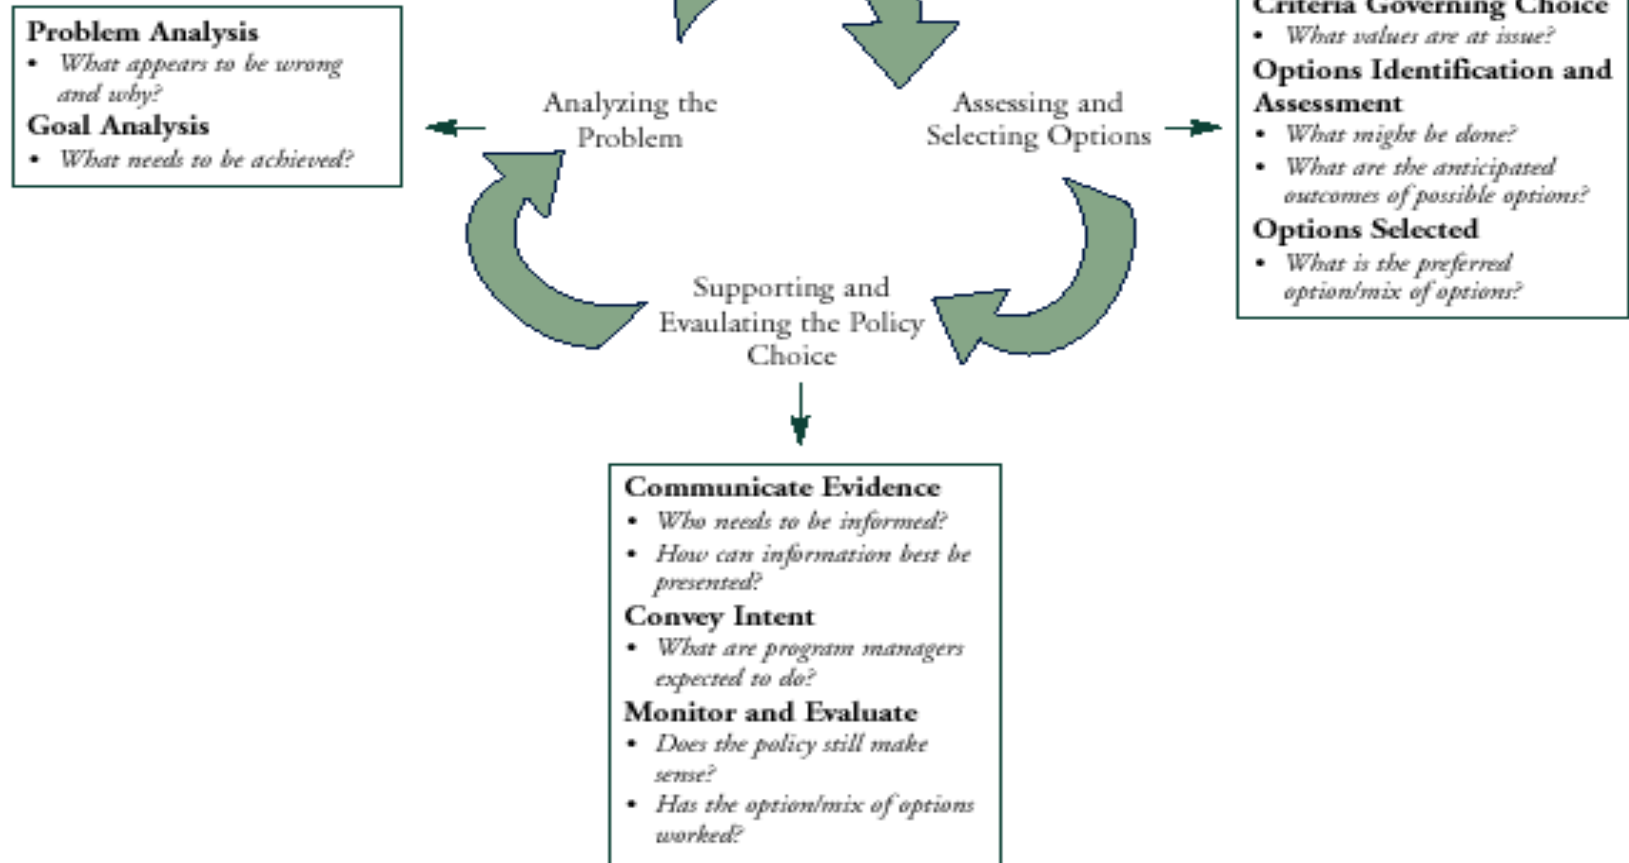 Problem Analysis
• What appears to be wrong
and why?
Goal Analysis
• What needs to be achieved?
Analyzing the
Problem
Assessing and
Selecting Options
Criteria Governing Choice
• What values are at issue?
Options Identification and
Assessment
• What might be done?
• What are the anticipated
outcomes of possible options?
Options Selected
• What is the preferred
option/mix of options?
Supporting and
Evaulating the Policy
Choice
Communicate Evidence
• Who needs to be informed?
• How can information best be
presented?
Convey Intent
• What are program managers
expected to do?
Monitor and Evaluate
• Does the policy still make
sense?
• Has the option/mix of options
worked?